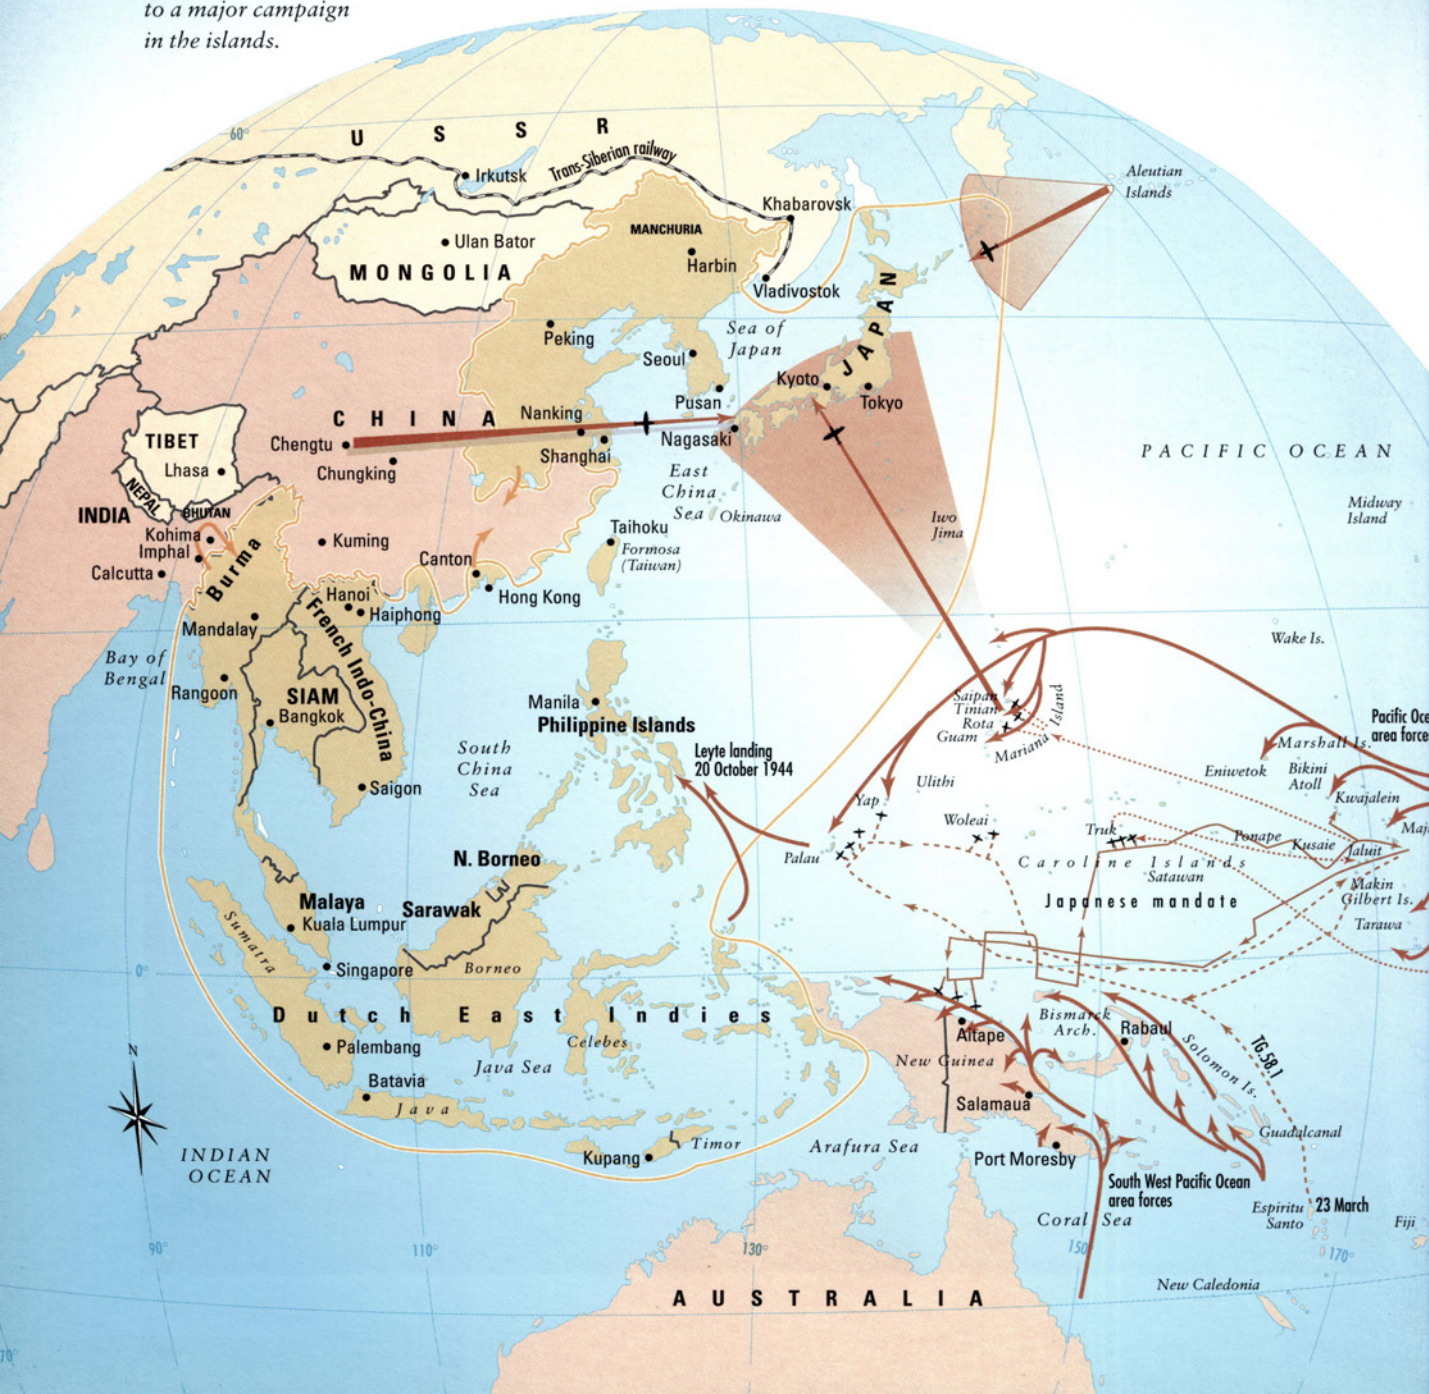 to a major campaign
in the islands.
60°
U S S R
Trans-Siberian railway
Irkutsk
Aleutian
Islands
Khabarovsk
MANCHURIA
Ulan Bator
Harbin
MONGOLIA
Vladivostok
JAPAN
Sea of
Japan
Peking
Seoul
Kyoto
Tokyo
Pusan
CHINA
Nanking
Chengtu
Nagasaki
Shanghai
Chungking
TIBET
Lhasa
NEPAL
BHUTAN
INDIA
East
China
Sea
Okinawa
PACIFIC OCEAN
Midway
Island
Iwo
Jima
Kohima
Imphal
Calcutta
Burma
Kuming
Canton
Taihoku
Formosa
(Taiwan)
Hong Kong
Hanoi
Haiphong
French Indo-China
Mandalay
Wake Is.
Bay of
Bengal
Rangoon
SIAM
Bangkok
Manila
Philippine Islands
Saipan
Tinian
Rota
Guam
Mariana Island
Pacific Oce
area force
Marshall Is.
South
China
Sea
Leyte landing
20 October 1944
Eniwetok
Bikini
Atoll
Kwajalein
Saigon
Ulithi
Yap
Woleai
Truk
Ponape
Kusaie
Jaluit
Maj
Palau
Caroline Islands
Satawan
N. Borneo
Malaya
Kuala Lumpur
Sarawak
Japanese mandate
Makin
Gilbert Is.
Tarawa
Sumatra
0°
Singapore
Borneo
Dutch East Indies
Celebes
Bismarck
Arch.
Rabaul
Aitape
Solomon Is.
TG.58.1
N
Palembang
Java Sea
New Guinea
Batavia
Java
Salamaua
Guadalcanal
INDIAN
OCEAN
Kupang
Timor
Arafura Sea
Port Moresby
South West Pacific Ocean
area forces
Espiritu
Santo
23 March
Fiji
Coral Sea
90°
110°
130°
150
170°
New Caledonia
AUSTRALIA
70°